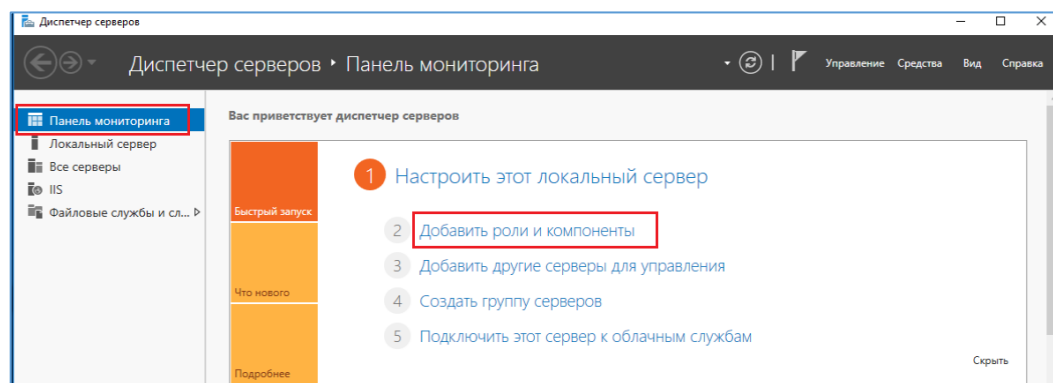 Диспетчер серверов
Диспетчер серверов ‣ Панель мониторинга
Управление Средства Вид Справка
Панель мониторинга
Локальный сервер
Все серверы
IIS
Файловые службы и сл...
Вас приветствует диспетчер серверов
Быстрый запуск
Что нового
Подробнее
1 Настроить этот локальный сервер
2 Добавить роли и компоненты
3 Добавить другие серверы для управления
4 Создать группу серверов
5 Подключить этот сервер к облачным службам
Скрыть